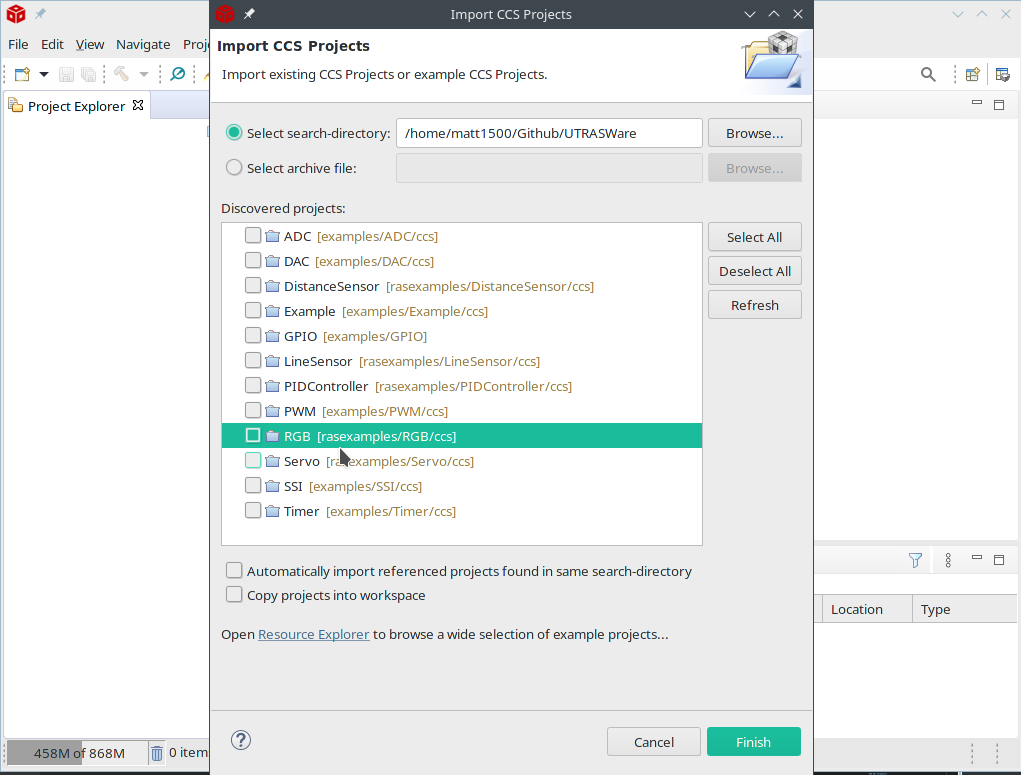 Import CCS Projects
File Edit View Navigate Proj
Import CCS Projects
Import existing CCS Projects or example CCS Projects.
Project Explorer
Select search-directory: /home/matt1500/Github/UTRASWare Browse...
Select archive file: Browse...
Discovered projects:
ADC [examples/ADC/ccs]
DAC [examples/DAC/ccs]
DistanceSensor [rasexamples/DistanceSensor/ccs]
Example [examples/Example/ccs]
GPIO [examples/GPIO]
LineSensor [rasexamples/LineSensor/ccs]
PIDController [rasexamples/PIDController/ccs]
PWM [examples/PWM/ccs]
RGB [rasexamples/RGB/ccs]
Servo [rasexamples/Servo/ccs]
SSI [examples/SSI/ccs]
Timer [examples/Timer/ccs]
Select All
Deselect All
Refresh
Automatically import referenced projects found in same search-directory
Copy projects into workspace
Open Resource Explorer to browse a wide selection of example projects...
Location Type
458M of 868M 0 item
? Cancel Finish